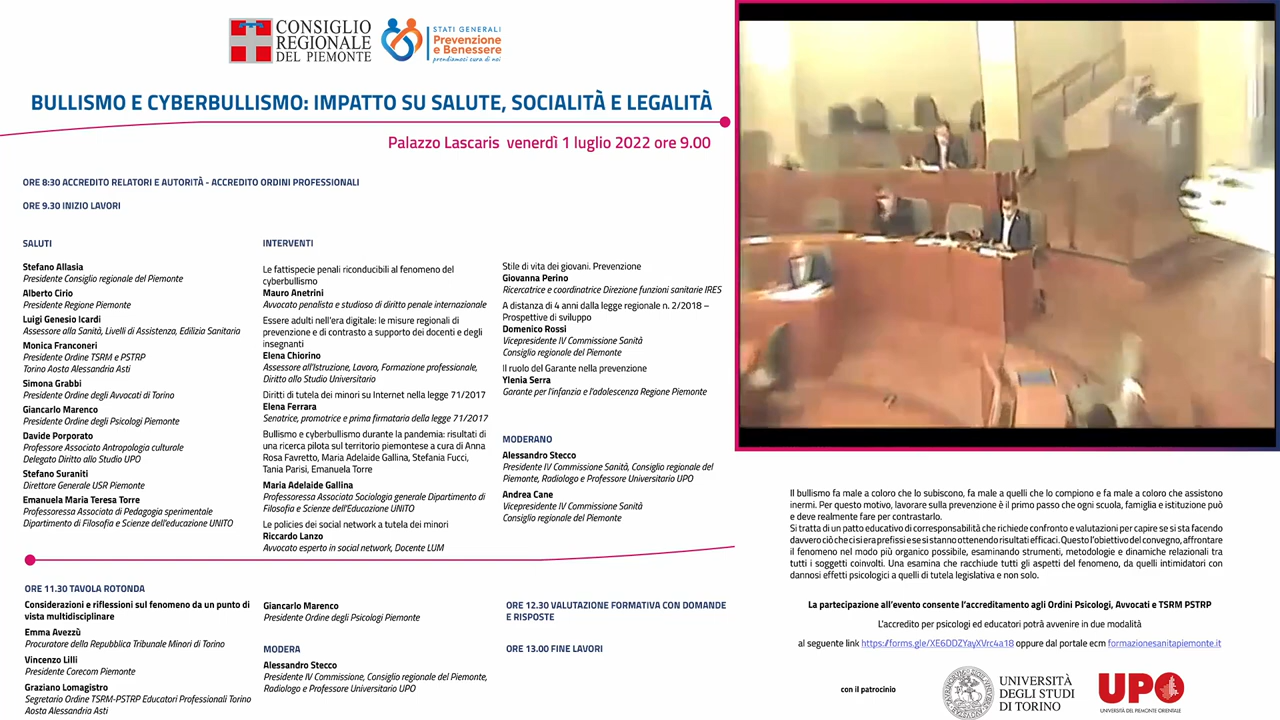 CONSIGLIO
REGIONALE
DEL PIEMONTE
STATI GENERALI
Prevenzione
e Benessere
prendiamoci cura di noi
BULLISMO E CYBERBULLISMO: IMPATTO SU SALUTE, SOCIALITÀ E LEGALITÀ
Palazzo Lascaris venerdì 1 luglio 2022 ore 9.00
ORE 8:30 ACCREDITO RELATORI E AUTORITÀ - ACCREDITO ORDINI PROFESSIONALI
ORE 9.30 INIZIO LAVORI
SALUTI
Stefano Allasia
Presidente Consiglio regionale del Piemonte
Alberto Cirio
Presidente Regione Piemonte
Luigi Genesio Icardi
Assessore alla Sanità, Livelli di Assistenza, Edilizia Sanitaria
Monica Franconeri
Presidente Ordine TSRM e PSTRP
Torino Aosta Alessandria Asti
Simona Grabbi
Presidente Ordine degli Avvocati di Torino
Giancarlo Marenco
Presidente Ordine degli Psicologi Piemonte
Davide Porporato
Professore Associato Antropologia culturale
Delegato Diritto allo Studio UPO
Stefano Suraniti
Direttore Generale USR Piemonte
Emanuela Maria Teresa Torre
Professoressa Associata di Pedagogia sperimentale
Dipartimento di Filosofia e Scienze dell'educazione UNITO
INTERVENTI
Le fattispecie penali riconducibili al fenomeno del
cyberbullismo
Mauro Anetrini
Avvocato penalista e studioso di diritto penale internazionale
Essere adulti nell'era digitale: le misure regionali di
prevenzione e di contrasto a supporto dei docenti e degli
insegnanti
Elena Chiorino
Assessore all'Istruzione, Lavoro, Formazione professionale,
Diritto allo Studio Universitario
Diritti di tutela dei minori su Internet nella legge 71/2017
Elena Ferrara
Senatrice, promotrice e prima firmataria della legge 71/2017
Bullismo e cyberbullismo durante la pandemia: risultati di
una ricerca pilota sul territorio piemontese a cura di Anna
Rosa Favretto, Maria Adelaide Gallina, Stefania Fucci,
Tania Parisi, Emanuela Torre
Maria Adelaide Gallina
Professoressa Associata Sociologia generale Dipartimento di
Filosofia e Scienze dell'Educazione UNITO
Le policies dei social network a tutela dei minori
Riccardo Lanzo
Avvocato esperto in social network, Docente LUM
Stile di vita dei giovani. Prevenzione
Giovanna Perino
Ricercatrice e coordinatrice Direzione funzioni sanitarie IRES
A distanza di 4 anni dalla legge regionale n. 2/2018 –
Prospettive di sviluppo
Domenico Rossi
Vicepresidente IV Commissione Sanità
Consiglio regionale del Piemonte
Il ruolo del Garante nella prevenzione
Ylenia Serra
Garante per l'infanzia e l'adolescenza Regione Piemonte
MODERANO
Alessandro Stecco
Presidente IV Commissione Sanità, Consiglio regionale del
Piemonte, Radiologo e Professore Universitario UPO
Andrea Cane
Vicepresidente IV Commissione Sanità
Consiglio regionale del Piemonte
ORE 11.30 TAVOLA ROTONDA
Considerazioni e riflessioni sul fenomeno da un punto di
vista multidisciplinare
Emma Avezzù
Procuratore della Repubblica Tribunale Minori di Torino
Vincenzo Lilli
Presidente Corecom Piemonte
Graziano Lomagistro
Segretario Ordine TSRM-PSTRP Educatori Professionali Torino
Aosta Alessandria Asti
Giancarlo Marenco
Presidente Ordine degli Psicologi Piemonte
MODERA
Alessandro Stecco
Presidente IV Commissione, Consiglio regionale del Piemonte,
Radiologo e Professore Universitario UPO
ORE 12.30 VALUTAZIONE FORMATIVA CON DOMANDE
E RISPOSTE
ORE 13.00 FINE LAVORI
Il bullismo fa male a coloro che lo subiscono, fa male a quelli che lo compiono e fa male a coloro che assistono
inermi. Per questo motivo, lavorare sulla prevenzione è il primo passo che ogni scuola, famiglia e istituzione può
e deve realmente fare per contrastarlo.
Si tratta di un patto educativo di corresponsabilità che richiede confronto e valutazioni per capire se si sta facendo
davvero ciò che ci si era prefissi e se si stanno ottenendo risultati efficaci. Questo l'obiettivo del convegno, affrontare
il fenomeno nel modo più organico possibile, esaminando strumenti, metodologie e dinamiche relazionali tra
tutti i soggetti coinvolti. Una esamina che racchiude tutti gli aspetti del fenomeno, da quelli intimidatori con
dannosi effetti psicologici a quelli di tutela legislativa e non solo.
La partecipazione all'evento consente l'accreditamento agli Ordini Psicologi, Avvocati e TSRM PSTRP
L'accredito per psicologi ed educatori potrà avvenire in due modalità
al seguente link https://forms.gle/XE6DDZYayXVrc4a18 oppure dal portale ecm formazionesanitapiemonte.it
con il patrocinio
UNIVERSITÀ
DEGLI STUDI
DI TORINO
UPO
UNIVERSITÀ DEL PIEMONTE ORIENTALE